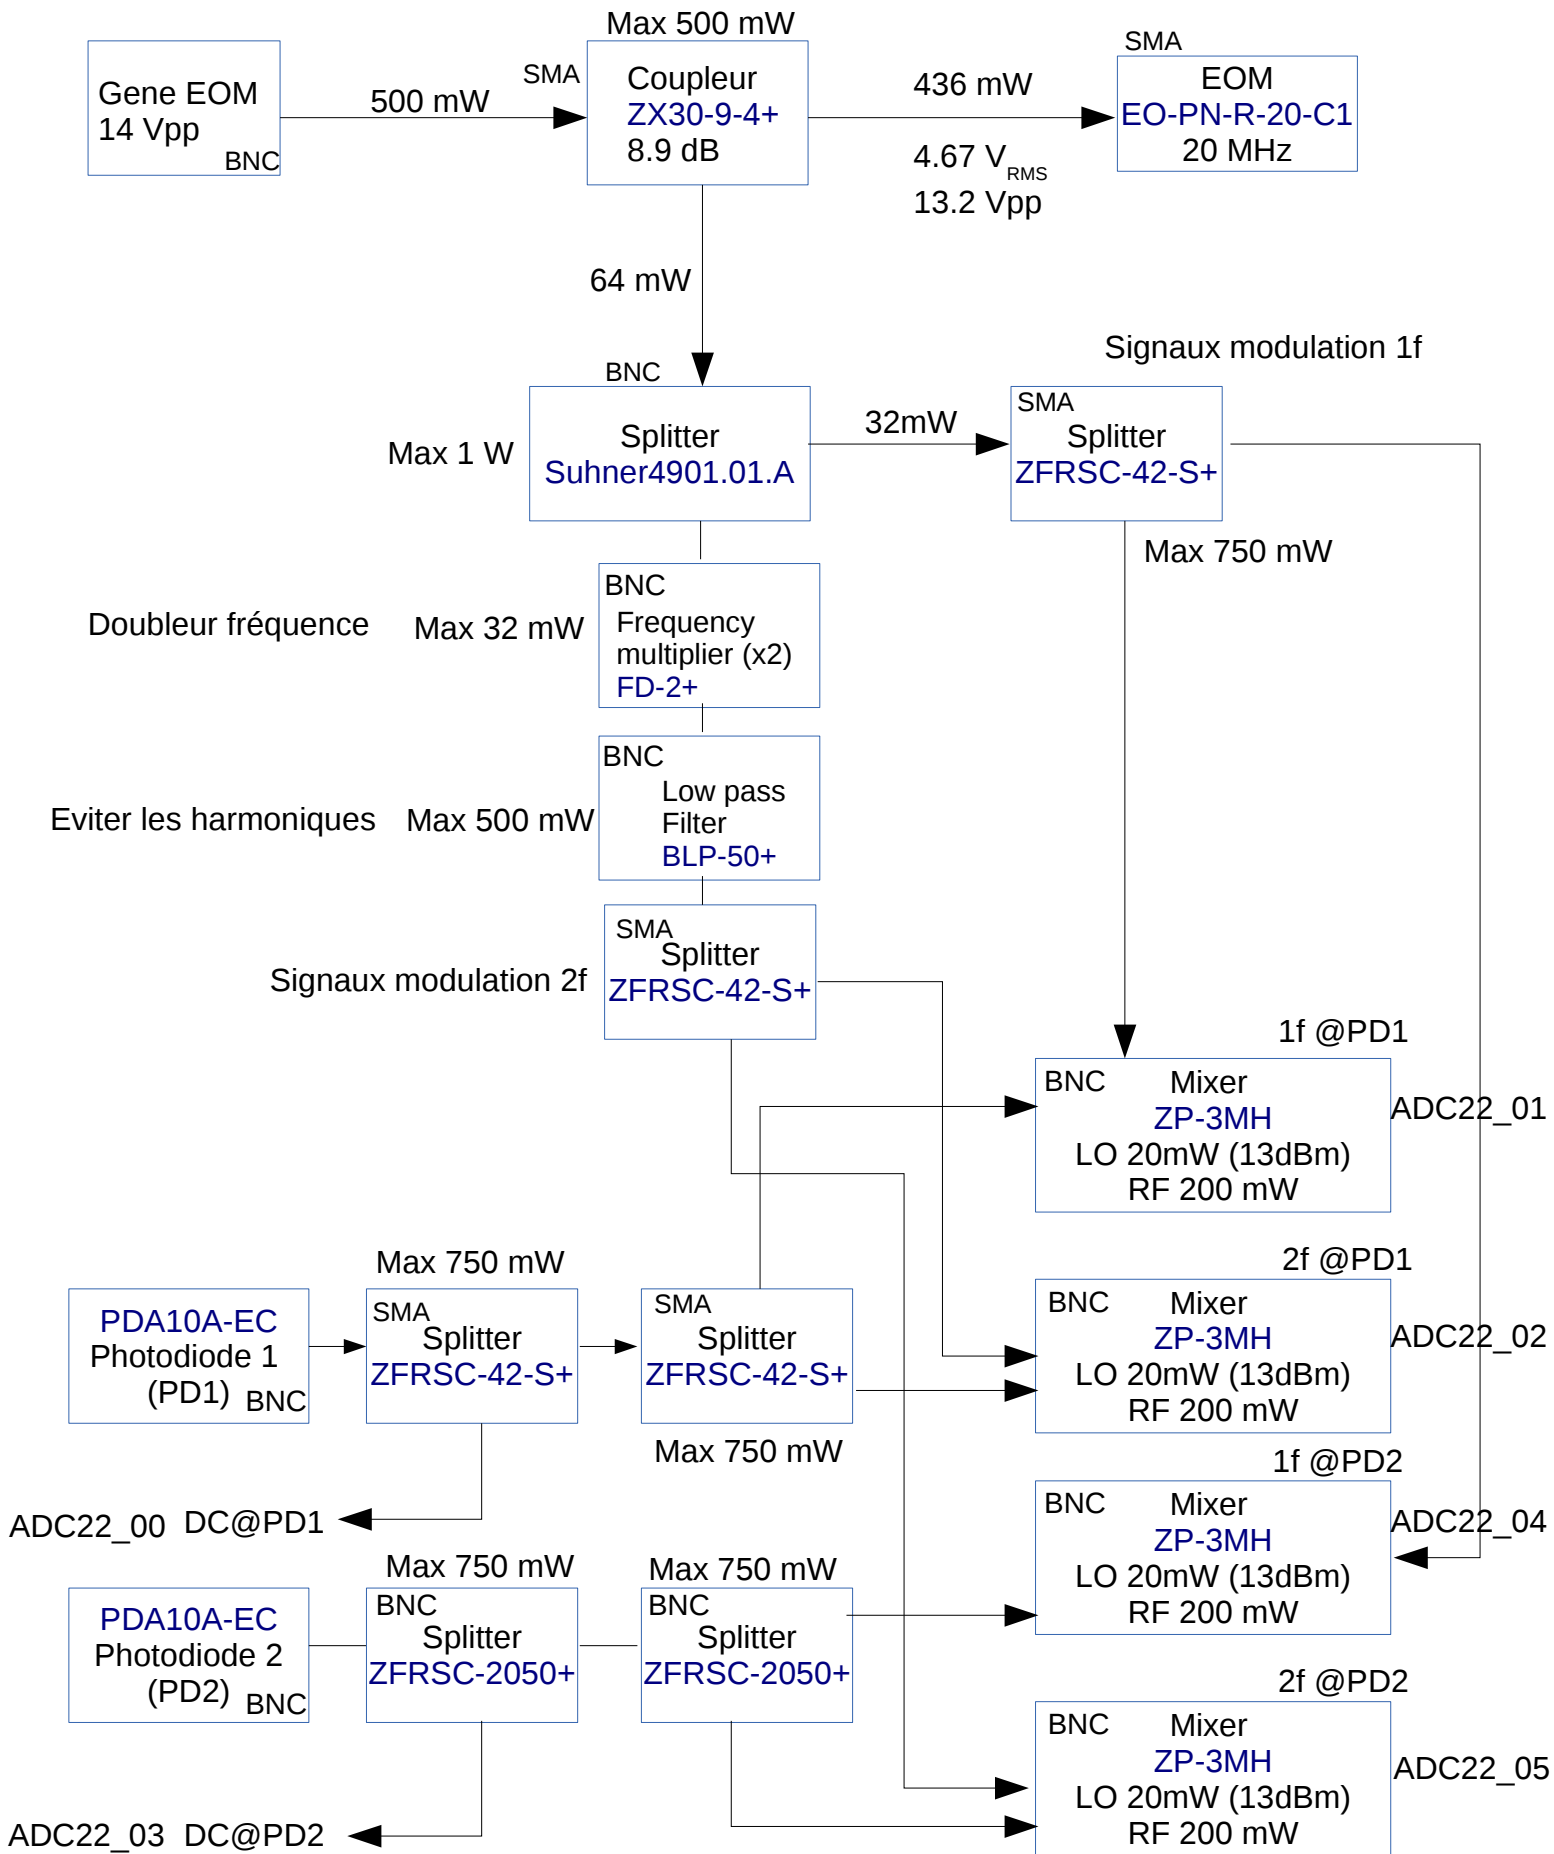 Max 500 mW
SMA
Gene EOM
14 Vpp
BNC
500 mW
SMA
Coupleur
ZX30-9-4+
8.9 dB
436 mW
4.67 V RMS
13.2 Vpp
EOM
EO-PN-R-20-C1
20 MHz
64 mW
Signaux modulation 1f
BNC
Max 1 W
Splitter
Suhner4901.01.A
32mW
SMA
Splitter
ZFRSC-42-S+
Max 750 mW
Doubleur fréquence
Max 32 mW
BNC
Frequency
multiplier (x2)
FD-2+
Eviter les harmoniques
Max 500 mW
BNC
Low pass
Filter
BLP-50+
Signaux modulation 2f
SMA
Splitter
ZFRSC-42-S+
1f @PD1
BNC
Mixer
ZP-3MH
LO 20mW (13dBm)
RF 200 mW
ADC22_01
Max 750 mW
2f @PD1
PDA10A-EC
Photodiode 1
(PD1)
BNC
SMA
Splitter
ZFRSC-42-S+
SMA
Splitter
ZFRSC-42-S+
Max 750 mW
BNC
Mixer
ZP-3MH
LO 20mW (13dBm)
RF 200 mW
ADC22_02
ADC22_00
DC@PD1
1f @PD2
BNC
Mixer
ZP-3MH
LO 20mW (13dBm)
RF 200 mW
ADC22_04
Max 750 mW
Max 750 mW
PDA10A-EC
Photodiode 2
(PD2)
BNC
BNC
Splitter
ZFRSC-2050+
BNC
Splitter
ZFRSC-2050+
2f @PD2
BNC
Mixer
ZP-3MH
LO 20mW (13dBm)
RF 200 mW
ADC22_05
ADC22_03
DC@PD2